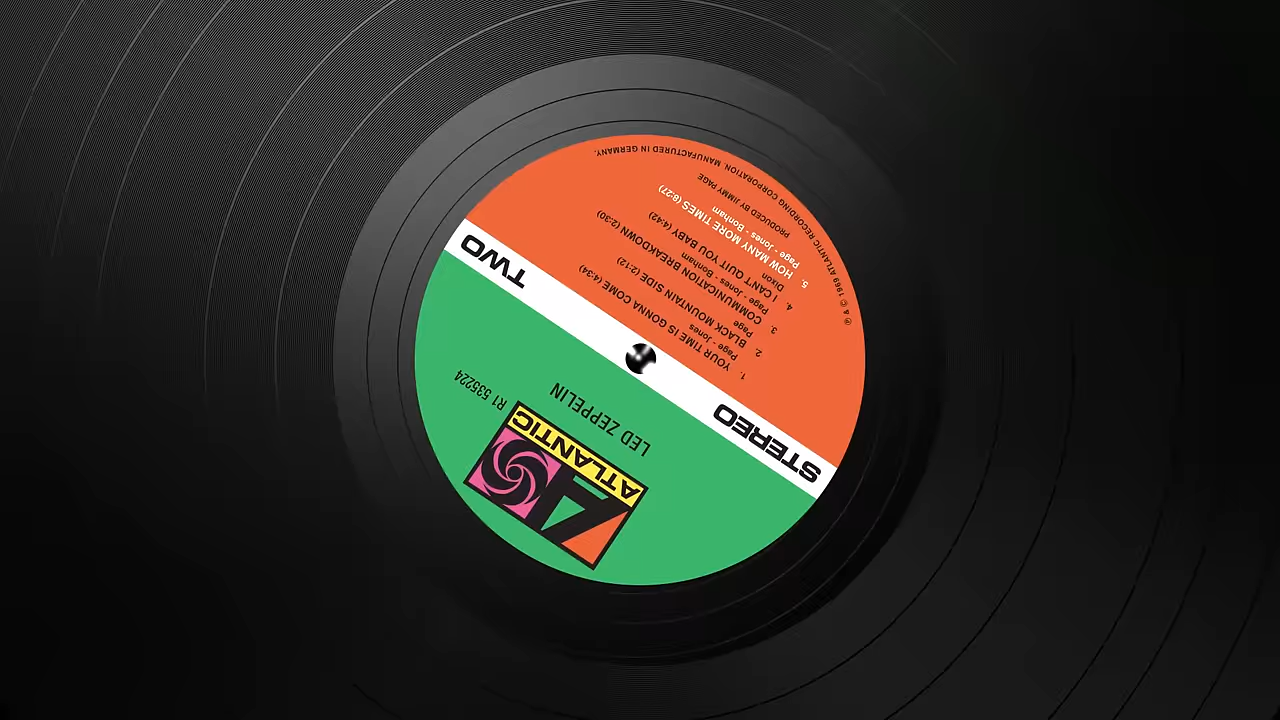 ATLANTIC
R1 535224
LED ZEPPELIN
STEREO
TWO
1. YOUR TIME IS GONNA COME (4:34)
Page - Jones
2. BLACK MOUNTAIN SIDE (2:12)
Page
3. COMMUNICATION BREAKDOWN (2:30)
Page - Jones - Bonham
4. I CAN'T QUIT YOU BABY (4:42)
Dixon
5. HOW MANY MORE TIMES (8:27)
Page - Jones - Bonham
PRODUCED BY JIMMY PAGE
℗ & © 1969 ATLANTIC RECORDING CORPORATION. MANUFACTURED IN GERMANY.